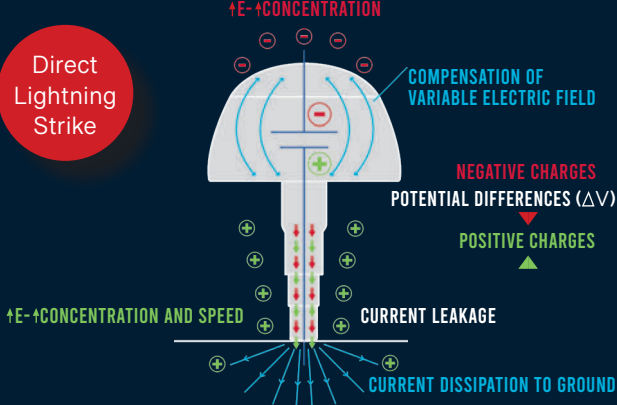 ↑E-↑CONCENTRATION
Direct
Lightning
Strike
COMPENSATION OF
VARIABLE ELECTRIC FIELD
NEGATIVE CHARGES
POTENTIAL DIFFERENCES (△V)
POSITIVE CHARGES
↑E-↑CONCENTRATION AND SPEED
CURRENT LEAKAGE
CURRENT DISSIPATION TO GROUND